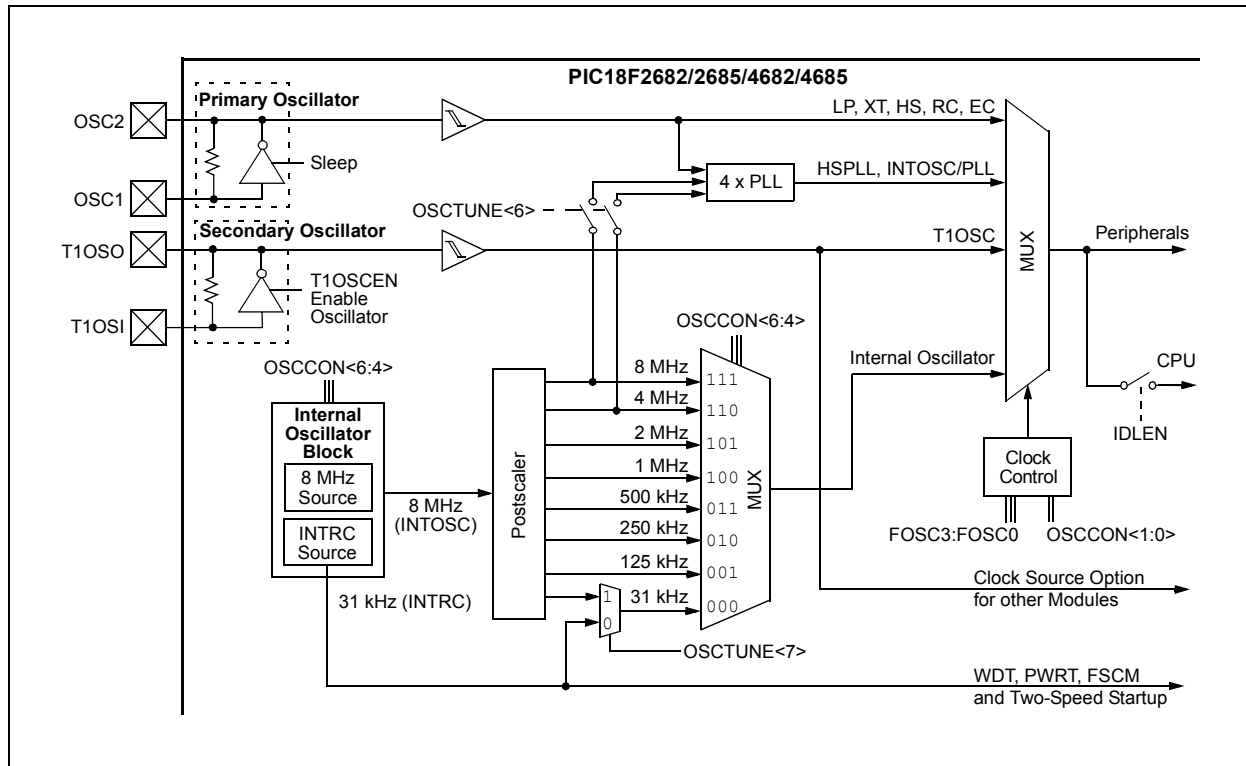 PIC18F2682/2685/4682/4685
Primary Oscillator
LP, XT, HS, RC, EC
OSC2
Sleep
4 x PLL
HSPLL, INTOSC/PLL
OSC1
OSCTUNE<6>
Secondary Oscillator
T1OSO
T1OSC
MUX
Peripherals
T1OSCEN
Enable
Oscillator
T1OSI
OSCCON<6:4>
OSCCON<6:4>
Internal Oscillator
CPU
IDLEN
Internal
Oscillator
Block
8 MHz
Source
INTRC
Source
8 MHz
(INTOSC)
31 kHz (INTRC)
Postscaler
8 MHz
111
4 MHz
110
2 MHz
101
1 MHz
100
500 kHz
011
250 kHz
010
125 kHz
001
1
0
31 kHz
000
MUX
OSCTUNE<7>
Clock
Control
FOSC3:FOSC0
OSCCON<1:0>
Clock Source Option
for other Modules
WDT, PWRT, FSCM
and Two-Speed Startup